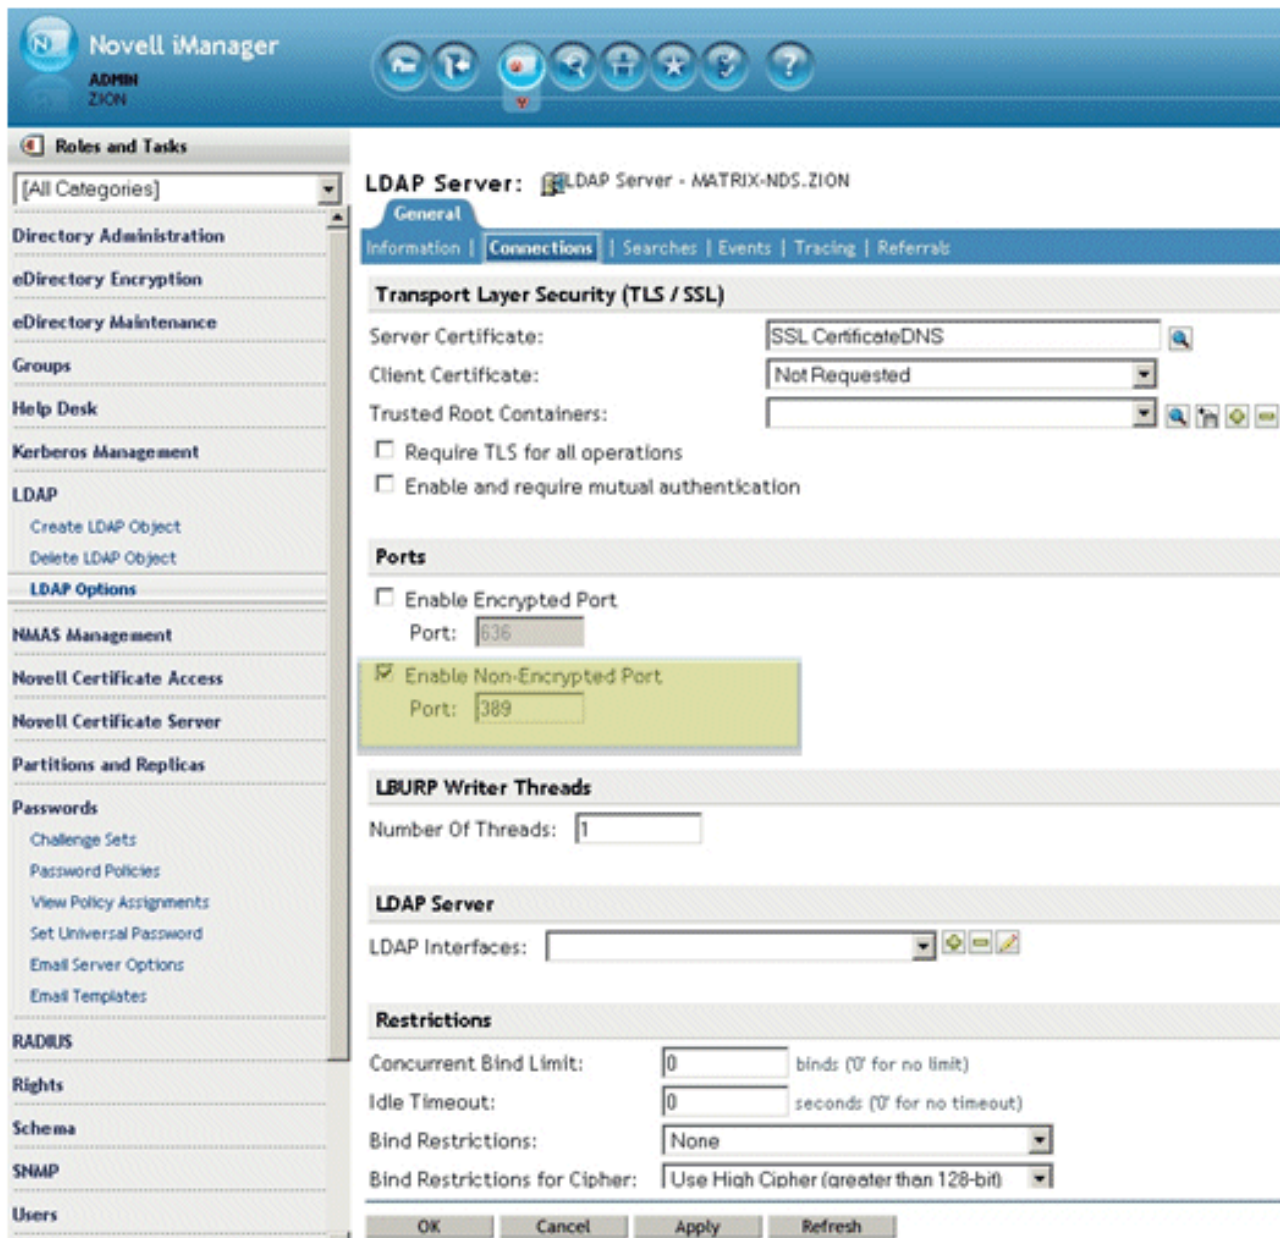 Novell iManager
ADMIN
ZION
N
?
Roles and Tasks
[All Categories]
Directory Administration
eDirectory Encryption
eDirectory Maintenance
Groups
Help Desk
Kerberos Management
LDAP
Create LDAP Object
Delete LDAP Object
LDAP Options
NMAS Management
Novell Certificate Access
Novell Certificate Server
Partitions and Replicas
Passwords
Challenge Sets
Password Policies
View Policy Assignments
Set Universal Password
Email Server Options
Email Templates
RADIUS
Rights
Schema
SNMP
Users
LDAP Server: LDAP Server - MATRIX-NDS.ZION
General
Information | Connections | Searches | Events | Tracing | Referrals
Transport Layer Security (TLS / SSL)
Server Certificate: SSL CertificateDNS
Client Certificate: Not Requested
Trusted Root Containers:
Require TLS for all operations
Enable and require mutual authentication
Ports
Enable Encrypted Port
Port: 636
Enable Non-Encrypted Port
Port: 389
LBURP Writer Threads
Number Of Threads: 1
LDAP Server
LDAP Interfaces:
Restrictions
Concurrent Bind Limit: 0 binds ('0' for no limit)
Idle Timeout: 0 seconds ('0' for no timeout)
Bind Restrictions: None
Bind Restrictions for Cipher: Use High Cipher (greater than 128-bit)
OK Cancel Apply Refresh